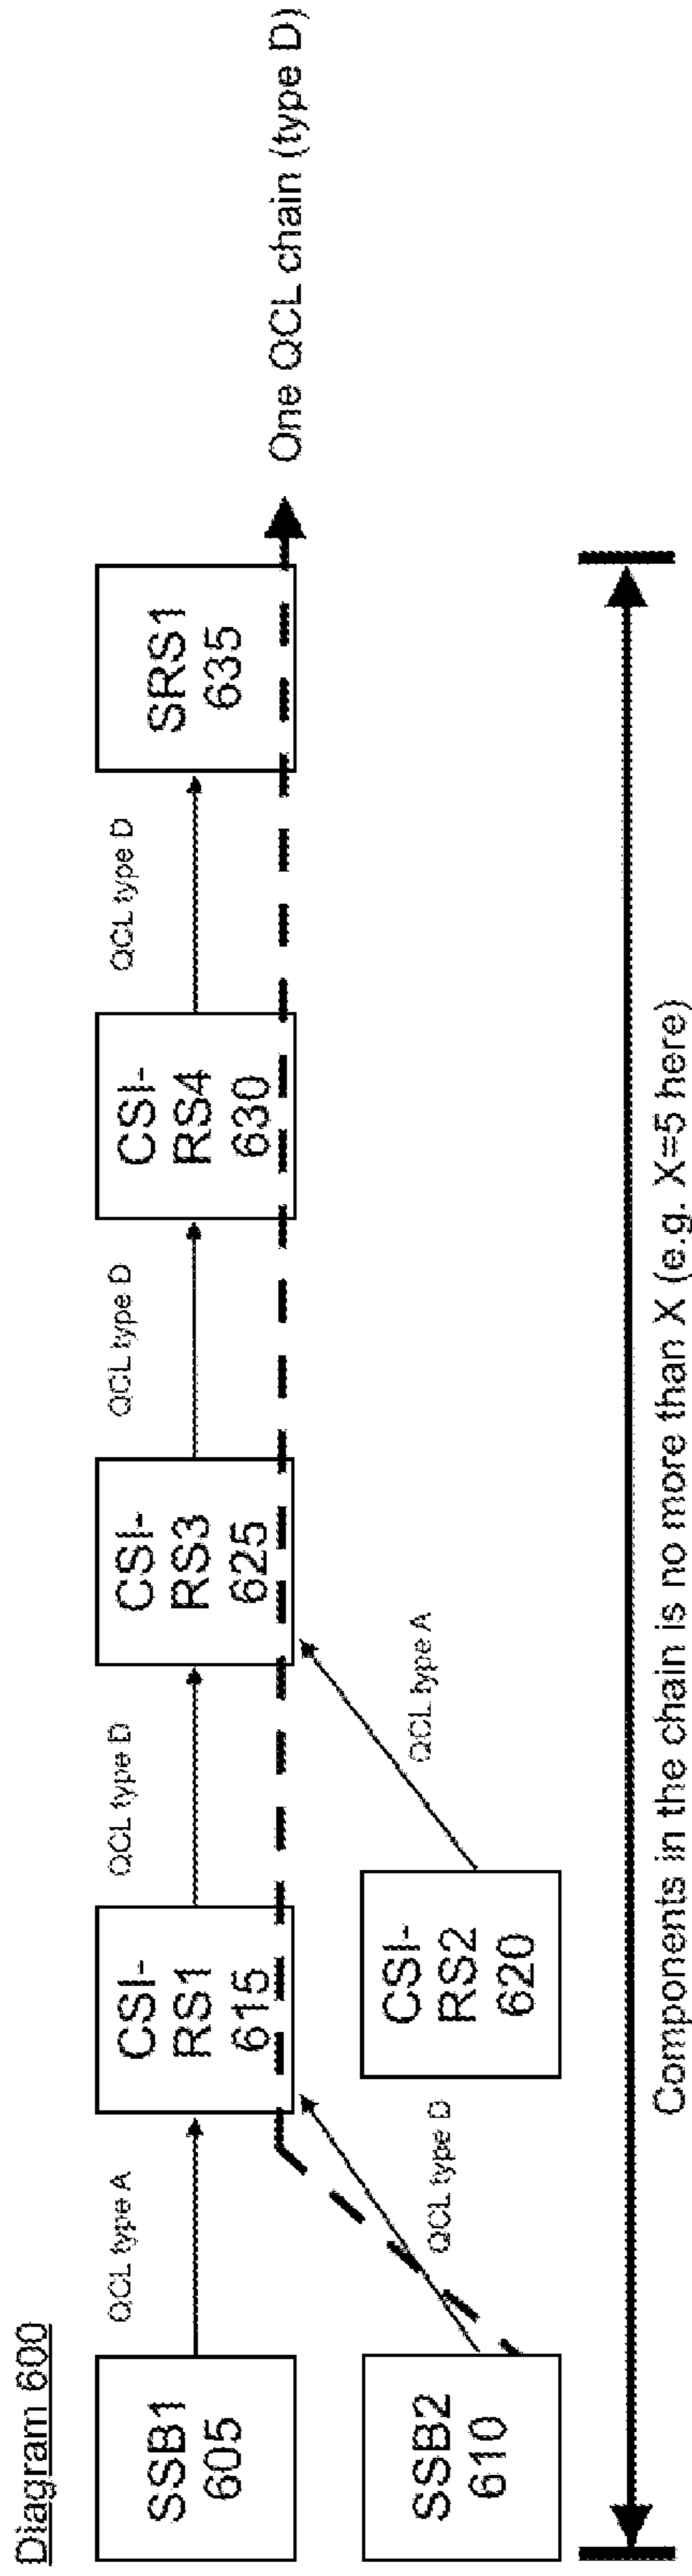 Diagram 600
SSB1
605
QCL type A
CSI-
RS1
615
QCL type D
CSI-
RS3
625
QCL type D
CSI-
RS4
630
QCL type D
SRS1
635
One QCL chain (type D)
SSB2
610
QCL type D
CSI-
RS2
620
QCL type A
Components in the chain is no more than X (e.g. X=5 here)